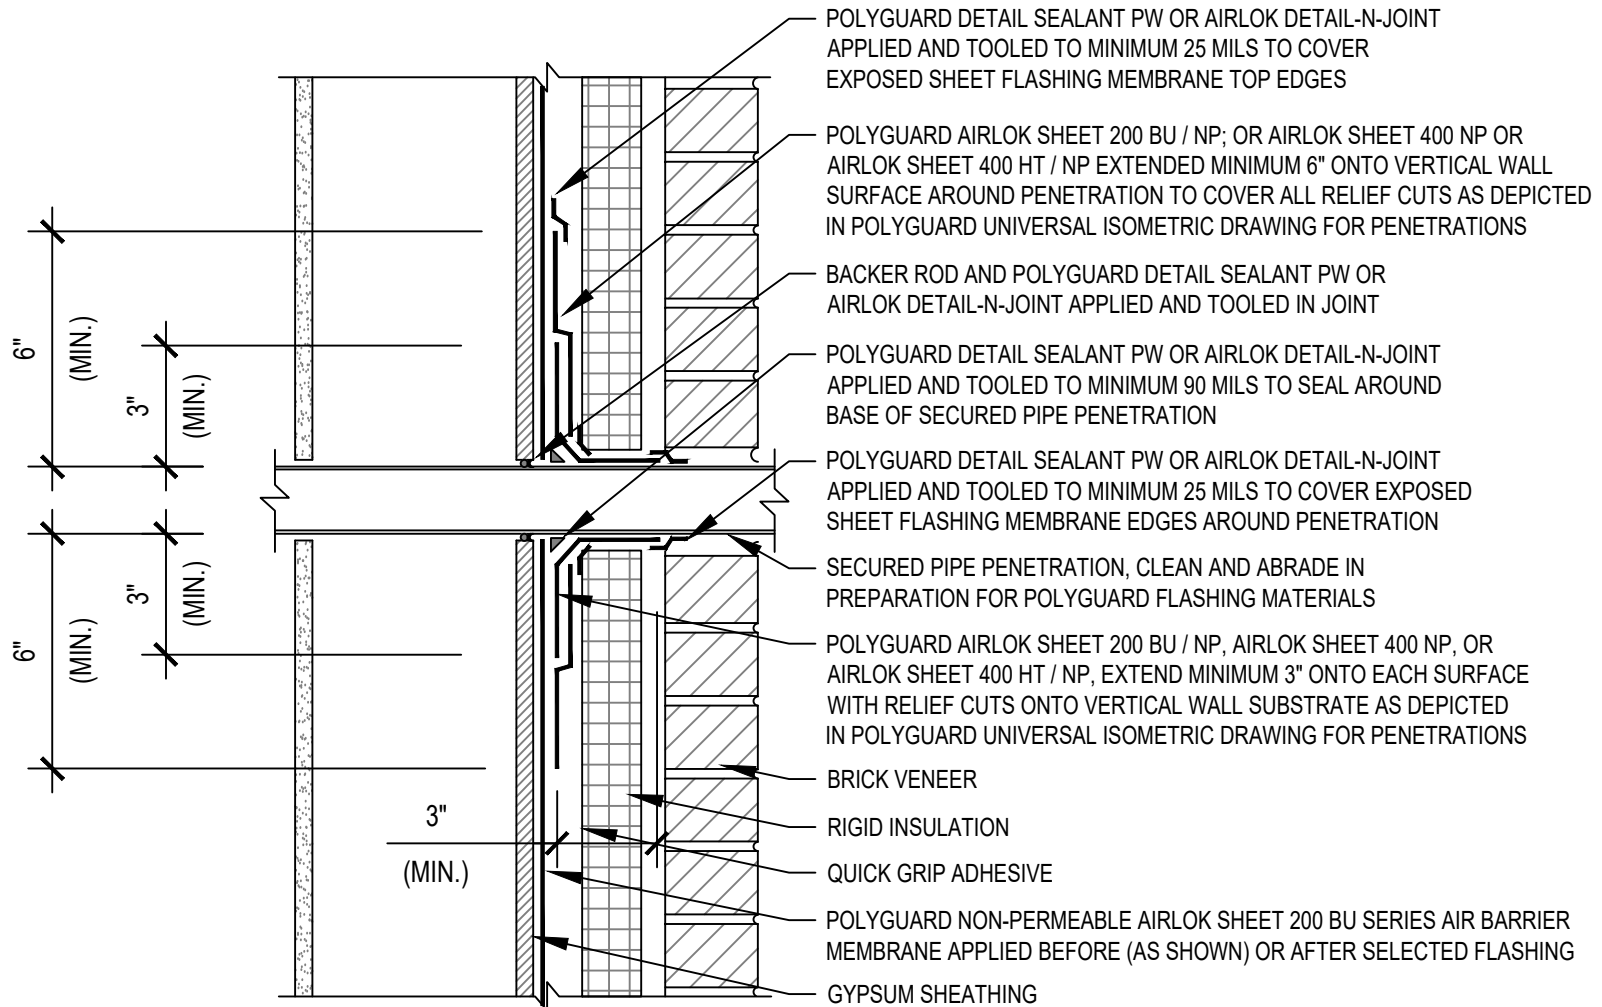 POLYGUARD DETAIL SEALANT PW OR AIRLOK DETAIL-N-JOINT
APPLIED AND TOOLED TO MINIMUM 25 MILS TO COVER
EXPOSED SHEET FLASHING MEMBRANE TOP EDGES
POLYGUARD AIRLOK SHEET 200 BU / NP; OR AIRLOK SHEET 400 NP OR
AIRLOK SHEET 400 HT / NP EXTENDED MINIMUM 6" ONTO VERTICAL WALL
SURFACE AROUND PENETRATION TO COVER ALL RELIEF CUTS AS DEPICTED
IN POLYGUARD UNIVERSAL ISOMETRIC DRAWING FOR PENETRATIONS
BACKER ROD AND POLYGUARD DETAIL SEALANT PW OR
AIRLOK DETAIL-N-JOINT APPLIED AND TOOLED IN JOINT
POLYGUARD DETAIL SEALANT PW OR AIRLOK DETAIL-N-JOINT
APPLIED AND TOOLED TO MINIMUM 90 MILS TO SEAL AROUND
BASE OF SECURED PIPE PENETRATION
POLYGUARD DETAIL SEALANT PW OR AIRLOK DETAIL-N-JOINT
APPLIED AND TOOLED TO MINIMUM 25 MILS TO COVER EXPOSED
SHEET FLASHING MEMBRANE EDGES AROUND PENETRATION
SECURED PIPE PENETRATION, CLEAN AND ABRADE IN
PREPARATION FOR POLYGUARD FLASHING MATERIALS
POLYGUARD AIRLOK SHEET 200 BU / NP, AIRLOK SHEET 400 NP, OR
AIRLOK SHEET 400 HT / NP, EXTEND MINIMUM 3" ONTO EACH SURFACE
WITH RELIEF CUTS ONTO VERTICAL WALL SUBSTRATE AS DEPICTED
IN POLYGUARD UNIVERSAL ISOMETRIC DRAWING FOR PENETRATIONS
BRICK VENEER
RIGID INSULATION
QUICK GRIP ADHESIVE
POLYGUARD NON-PERMEABLE AIRLOK SHEET 200 BU SERIES AIR BARRIER
MEMBRANE APPLIED BEFORE (AS SHOWN) OR AFTER SELECTED FLASHING
GYPSUM SHEATHING
6"
(MIN.)
3"
(MIN.)
3"
(MIN.)
6"
(MIN.)
3"
(MIN.)